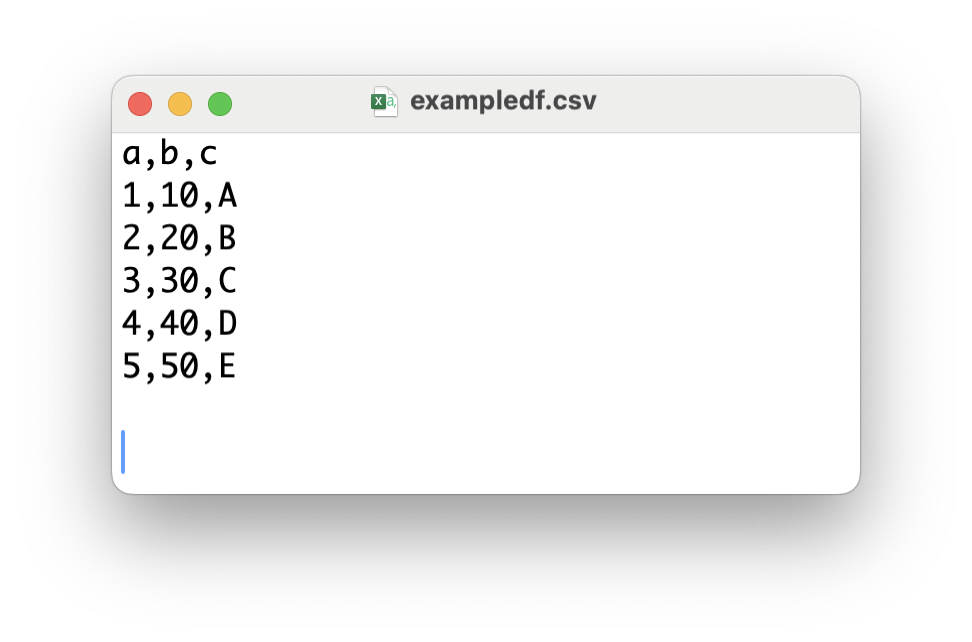 exampledf.csv
a,b,c
1,10,A
2,20,B
3,30,C
4,40,D
5,50,E